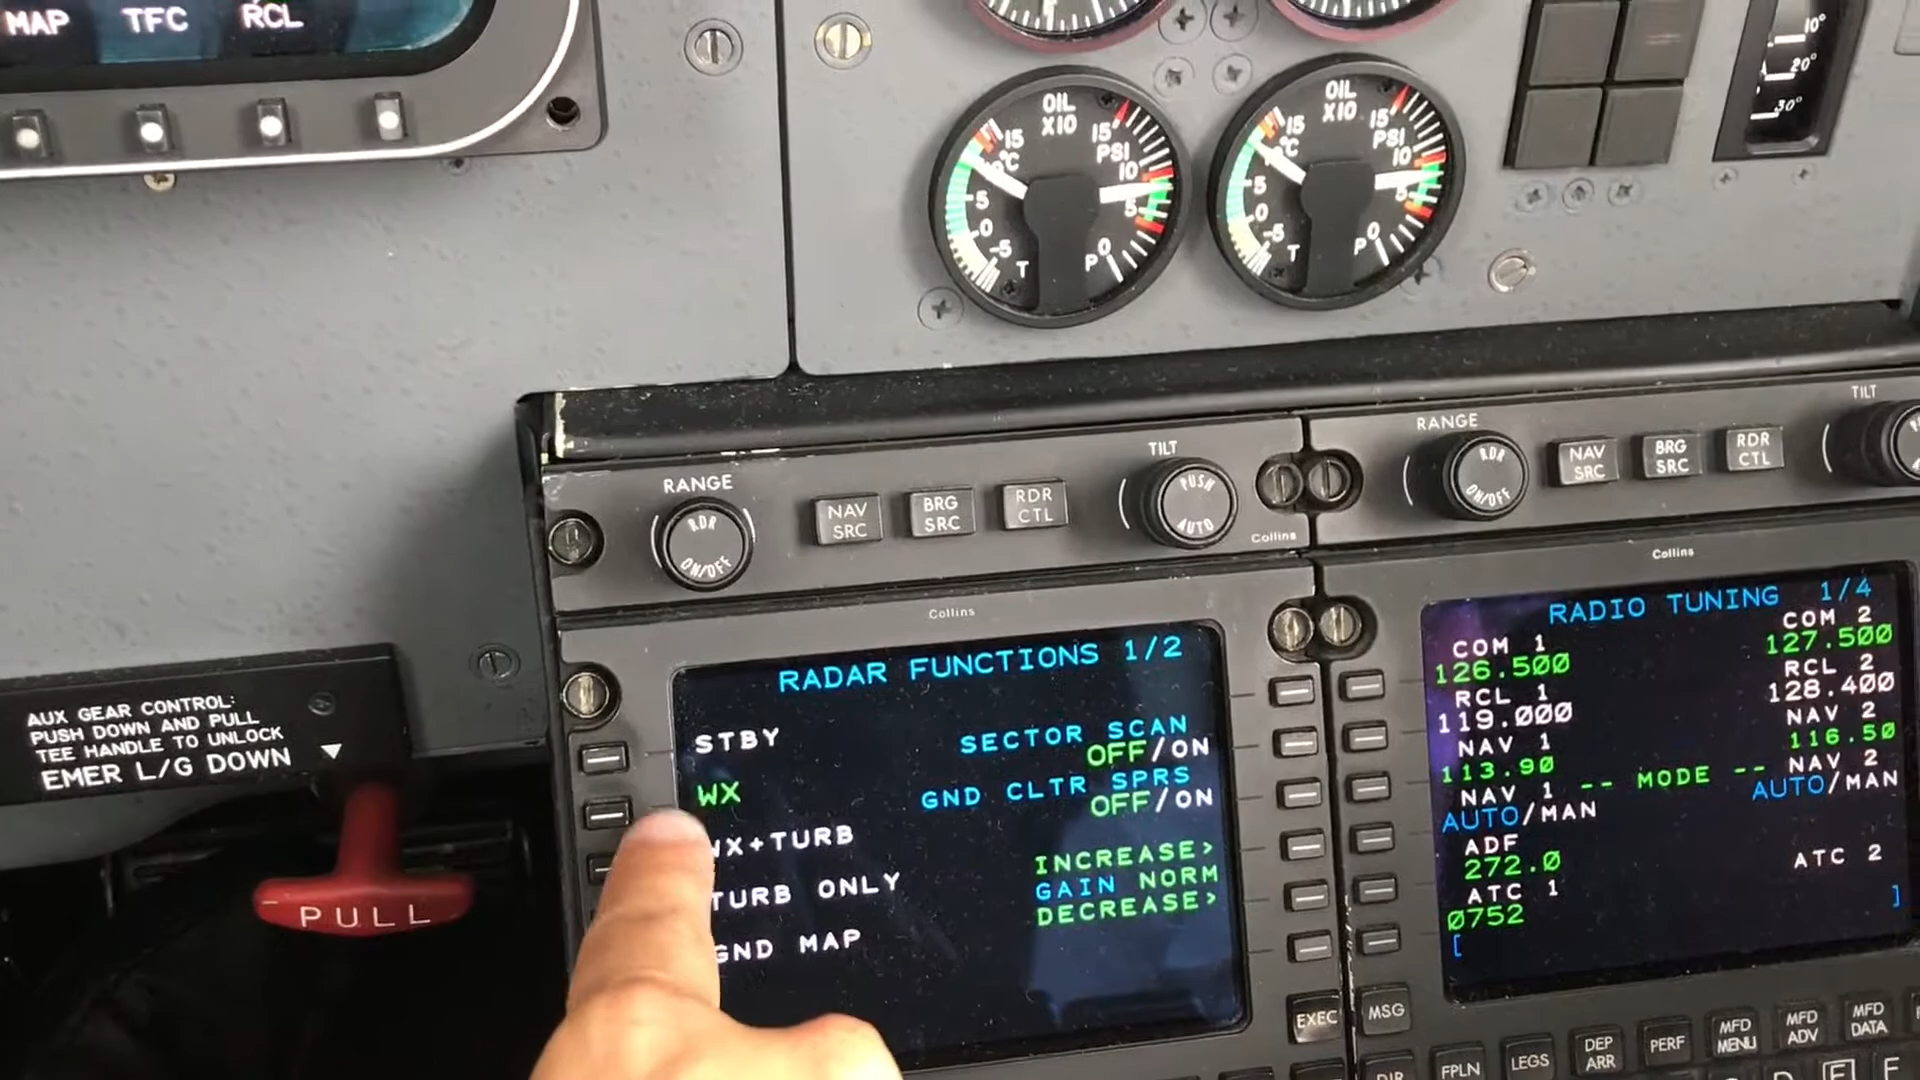 MAP TFC RCL
OIL
X10
15
°C
5
0
-5
T
15
PSI
10
5
0
P
OIL
X10
15
°C
5
0
-5
T
15
PSI
10
5
0
P
10°
20°
30°
RANGE
RDR
ON/OFF
NAV
SRC
BRG
SRC
RDR
CTL
TILT
PUSH
AUTO
Collins
RANGE
RDR
ON/OFF
NAV
SRC
BRG
SRC
RDR
CTL
TILT
Collins
RADAR FUNCTIONS 1/2
STBY
SECTOR SCAN
OFF/ON
WX
GND CLTR SPRS
OFF/ON
WX+TURB
INCREASE>
TURB ONLY
GAIN NORM
DECREASE>
GND MAP
EXEC
Collins
RADIO TUNING 1/4
COM 1 COM 2
126.500 127.500
RCL 1 RCL 2
119.000 128.400
NAV 1 NAV 2
113.90 116.50
NAV 1 -- MODE -- NAV 2
AUTO/MAN AUTO/MAN
ADF
272.0 ATC 2
ATC 1
0752 ]
[
MSG
DIR
FPLN
LEGS
DEP
ARR
PERF
MFD
MENU
MFD
ADV
MFD
DATA
AUX GEAR CONTROL:
PUSH DOWN AND PULL
TEE HANDLE TO UNLOCK
EMER L/G DOWN
PULL